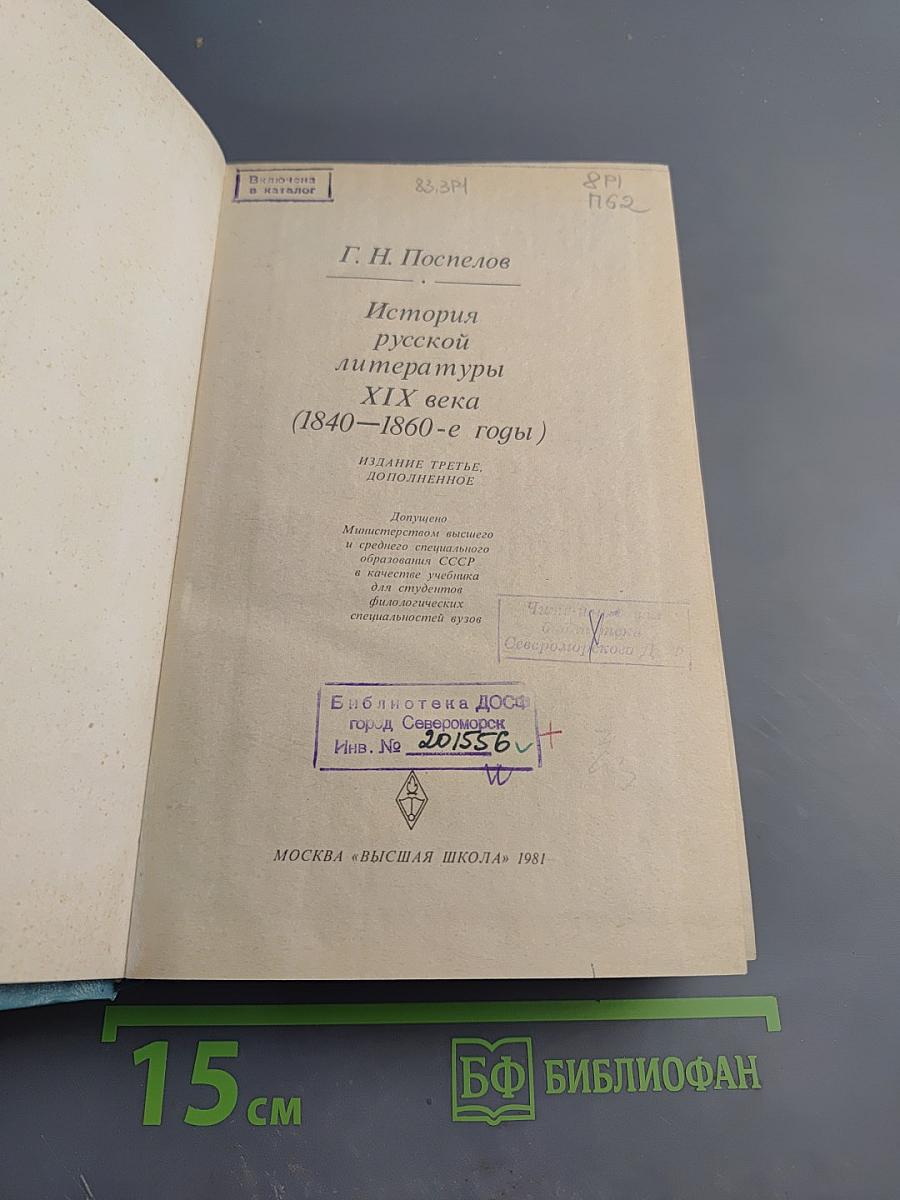 Включена
в каталог
83.3Р1
8Р1
П62
Г. Н. Поспелов
История
русской
литературы
XIX века
(1840—1860-е годы)
ИЗДАНИЕ ТРЕТЬЕ,
ДОПОЛНЕННОЕ
Допущено
Министерством высшего
и среднего специального
образования СССР
в качестве учебника
для студентов
филологических
специальностей вузов
Североморского
Библиотека ДОСФ
город Североморск
Инв. № 201556
МОСКВА «ВЫСШАЯ ШКОЛА» 1981
15 см
БФ БИБЛИОФАН